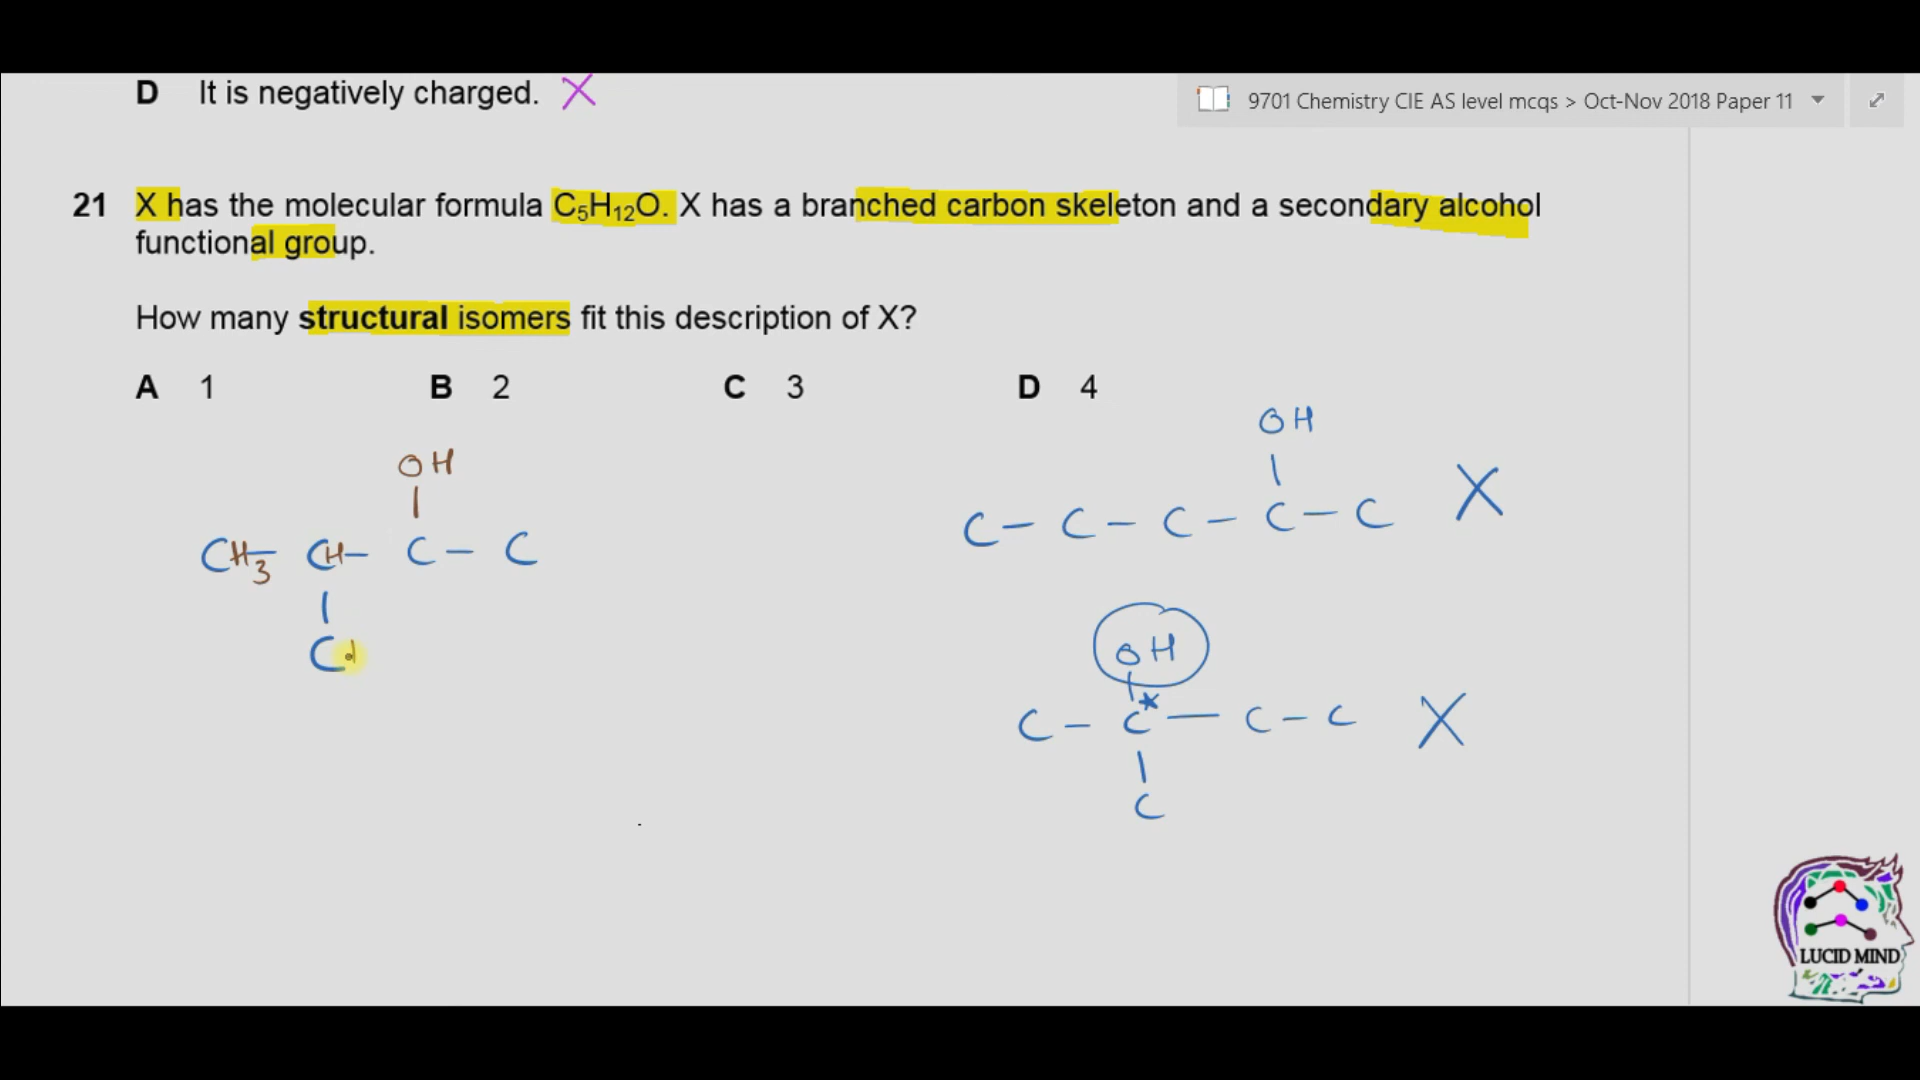 D It is negatively charged. X
9701 Chemistry CIE AS level mcqs > Oct-Nov 2018 Paper 11
21 X has the molecular formula C₅H₁₂O. X has a branched carbon skeleton and a secondary alcohol
functional group.
How many structural isomers fit this description of X?
A 1 B 2 C 3 D 4
OH
C – C – C – C – C X
OH
CH₃ – CH – C – C
C
OH
C – C* — C – C X
C
LUCID MIND